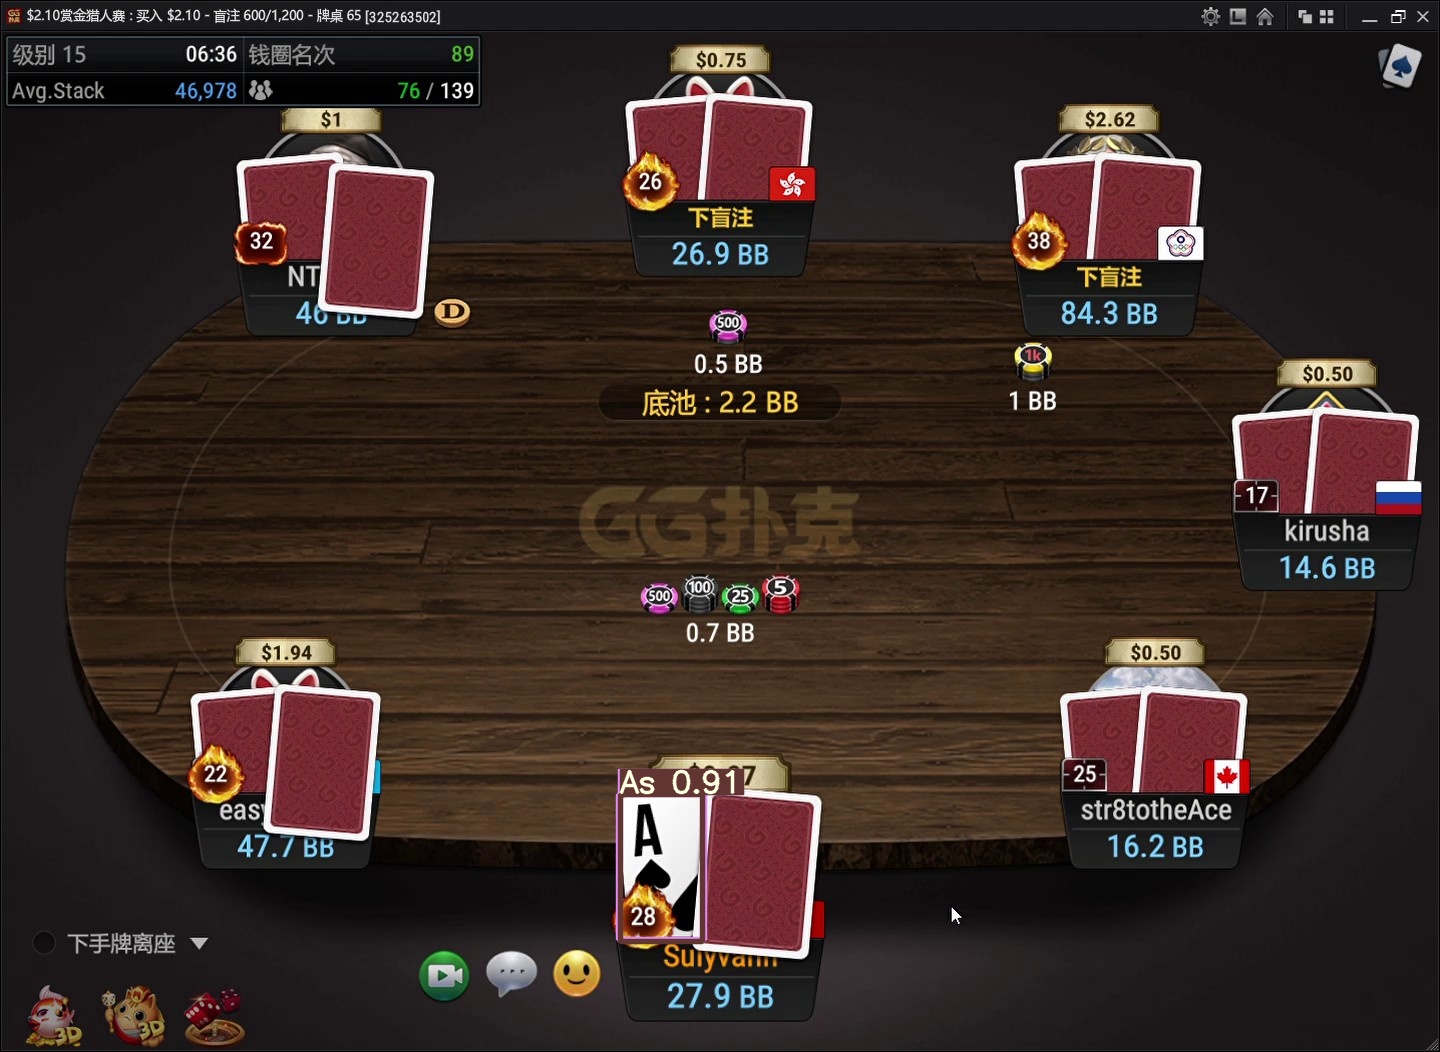 $2.10赏金猎人赛 : 买入 $2.10 - 盲注 600/1,200 - 牌桌 65 [325263502]
级别 15 06:36 钱圈名次 89
Avg.Stack 46,978 76 / 139
$0.75
26
下盲注
26.9 BB
$1
32
NT
46 BB
D
$2.62
38
下盲注
84.3 BB
500
0.5 BB
底池 : 2.2 BB
1k
1 BB
$0.50
17
kirusha
14.6 BB
GG扑克
500 100 25 5
0.7 BB
$1.94
22
easy
47.7 BB
$0.50
25
str8totheAce
16.2 BB
As 0.91
A
28
Sulyvann
27.9 BB
下手牌离座
3D 3D